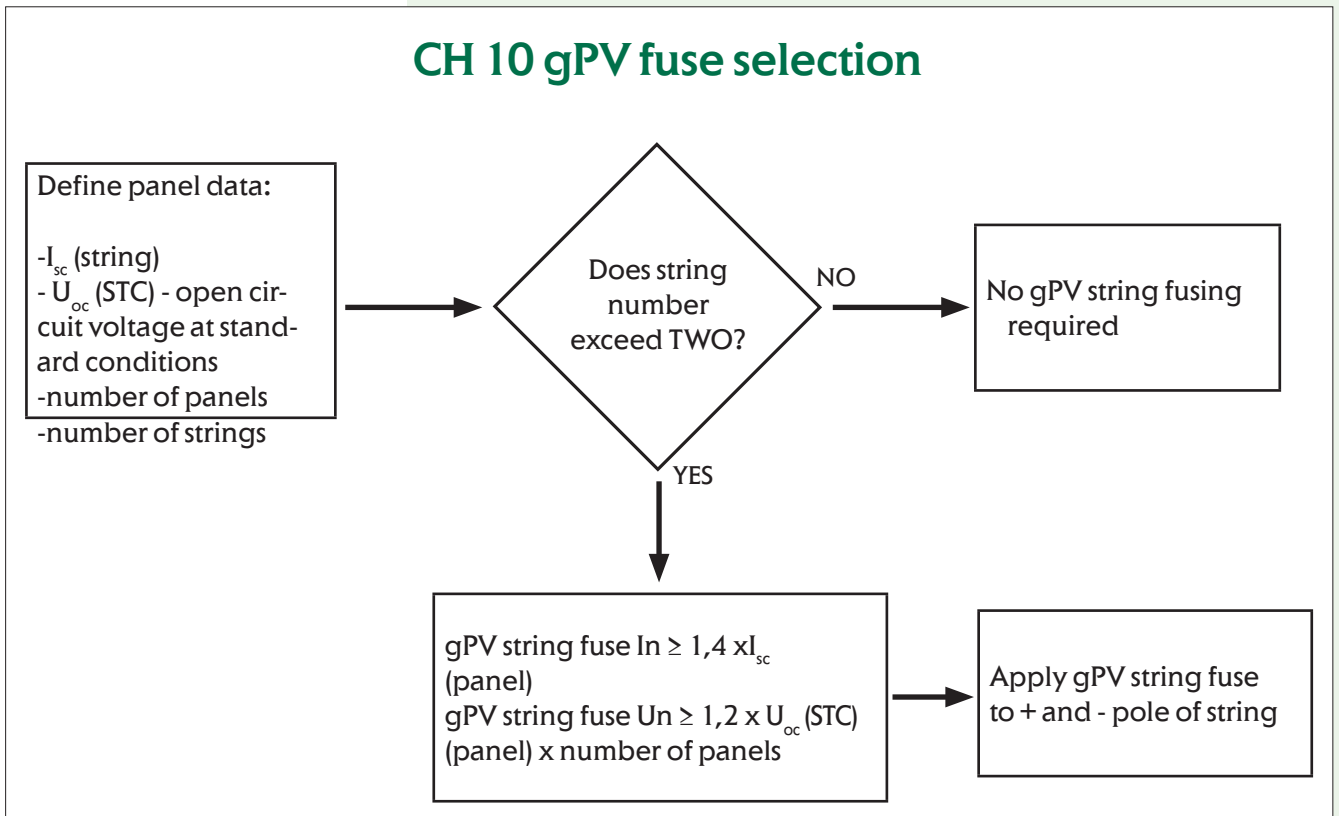 CH 10 gPV fuse selection
Define panel data:
-Isc (string)
- Uoc (STC) - open cir-
cuit voltage at stand-
ard conditions
-number of panels
-number of strings
Does string
number
exceed TWO?
NO
No gPV string fusing
required
YES
gPV string fuse In ≥ 1,4 xIsc
(panel)
gPV string fuse Un ≥ 1,2 x Uoc (STC)
(panel) x number of panels
Apply gPV string fuse
to + and - pole of string